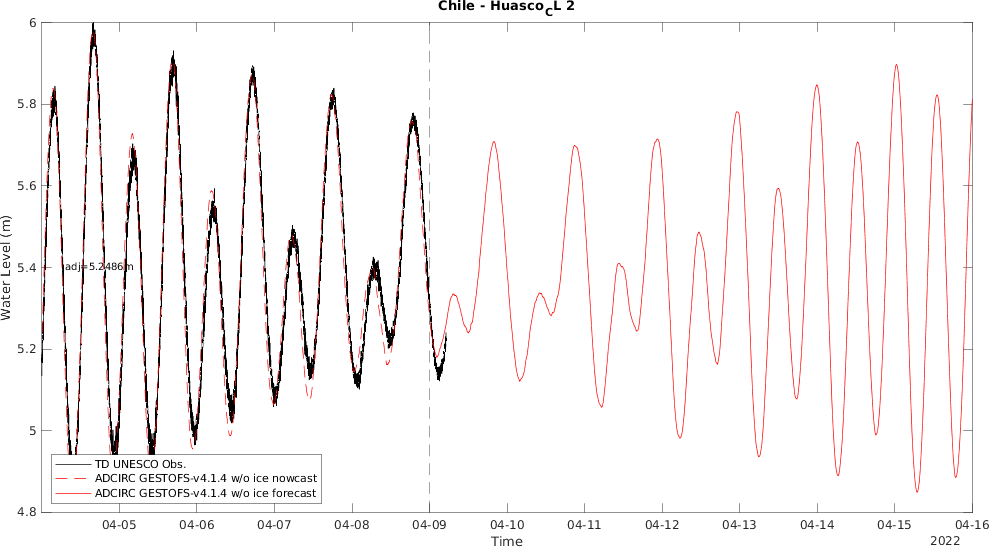 Chile - Huasco_CL 2
Water Level (m)
6
5.8
5.6
5.4
5.2
5
4.8
adj=5.2486m
TD UNESCO Obs.
ADCIRC GESTOFS-v4.1.4 w/o ice nowcast
ADCIRC GESTOFS-v4.1.4 w/o ice forecast
04-05 04-06 04-07 04-08 04-09 04-10 04-11 04-12 04-13 04-14 04-15 04-16
Time
2022